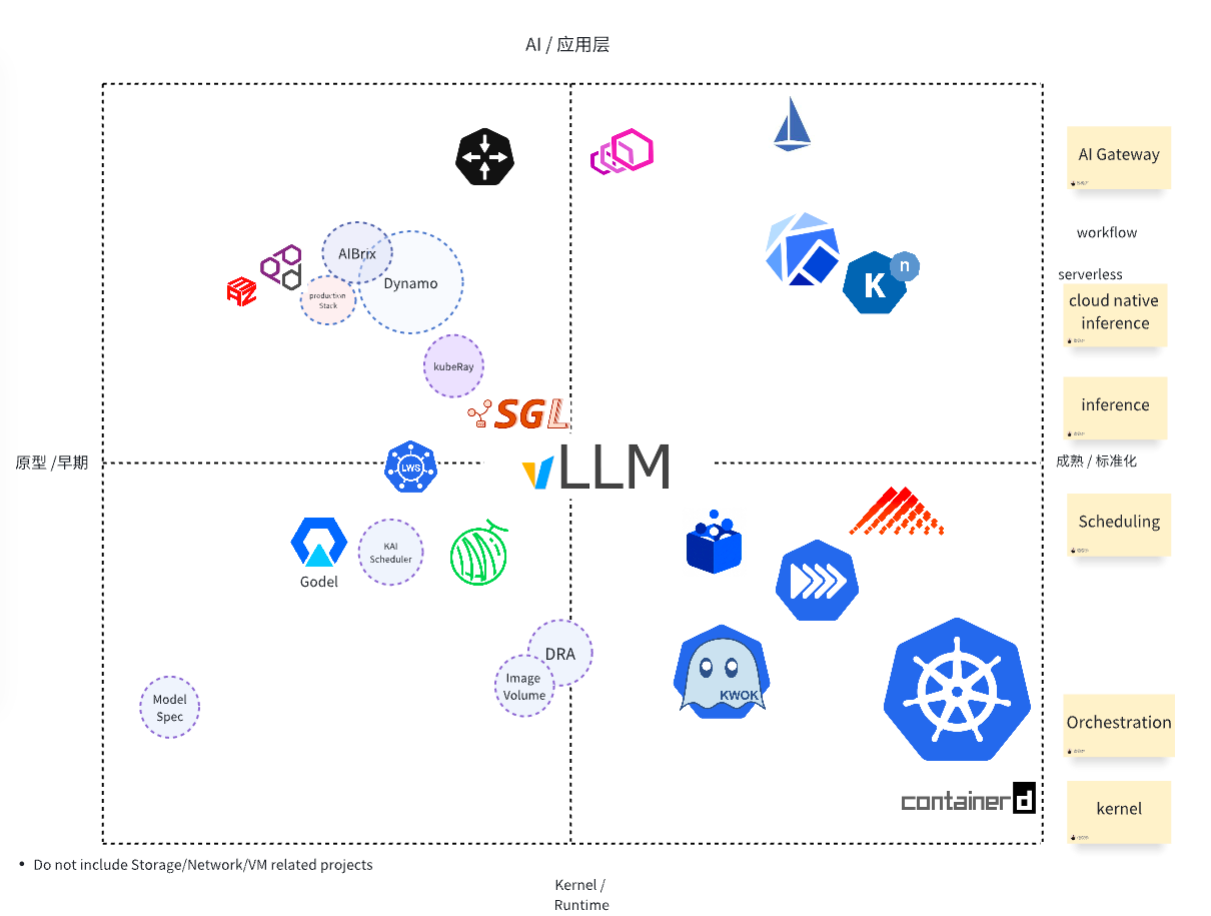 AI / 应用层
AI Gateway
workflow
AIBrix
Dynamo
production
Stack
n
K
serverless
cloud native
inference
kubeRay
SGL
inference
原型 /早期
LWS
vLLM
成熟 / 标准化
Scheduling
KAI
Scheduler
Godel
DRA
Image
Volume
KWOK
Model
Spec
Orchestration
containerd
kernel
• Do not include Storage/Network/VM related projects
Kernel /
Runtime